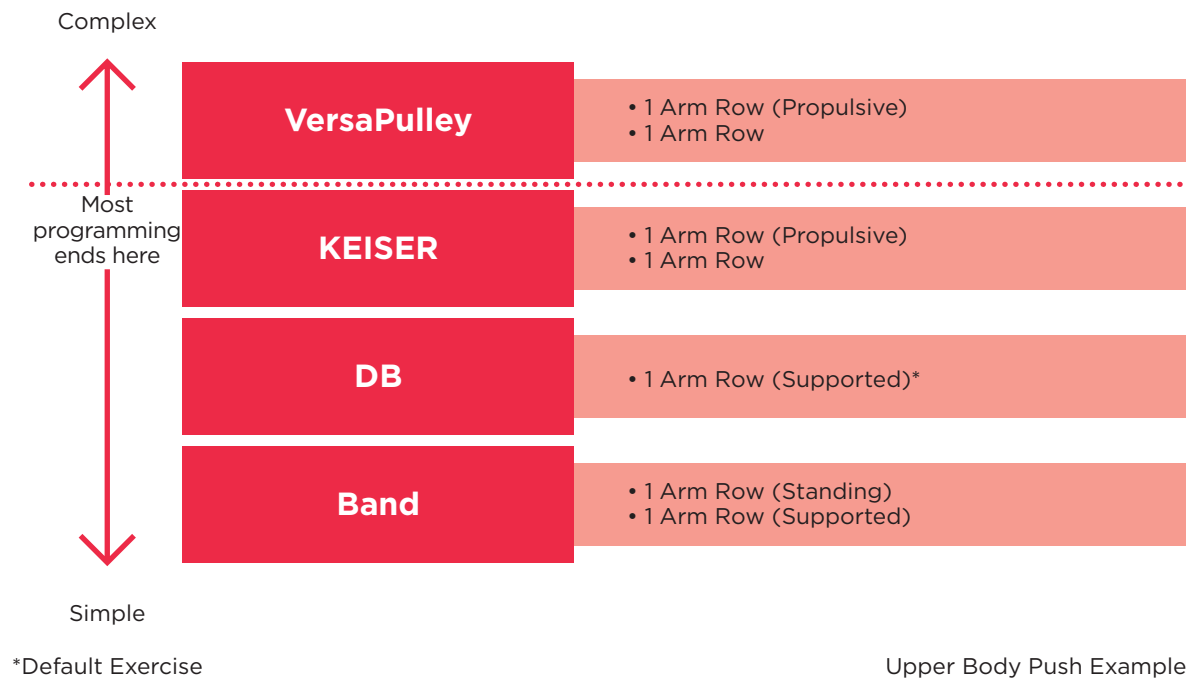 Complex
VersaPulley
• 1 Arm Row (Propulsive)
• 1 Arm Row
Most
programming
ends here
KEISER
• 1 Arm Row (Propulsive)
• 1 Arm Row
DB
• 1 Arm Row (Supported)*
Band
• 1 Arm Row (Standing)
• 1 Arm Row (Supported)
Simple
*Default Exercise
Upper Body Push Example